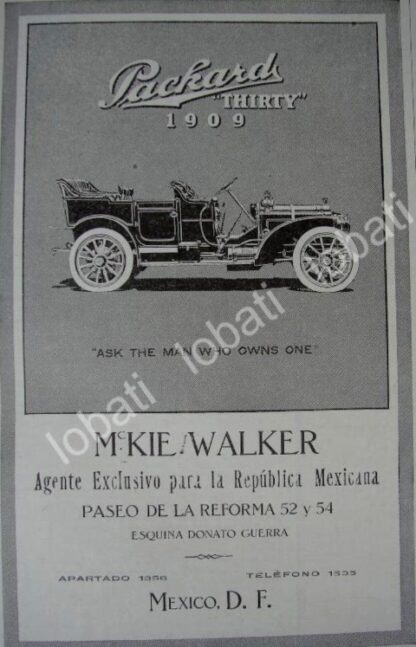 Packard
"THIRTY"
1909
"ASK THE MAN WHO OWNS ONE"
McKIE WALKER
Agente Exclusivo para la República Mexicana
PASEO DE LA REFORMA 52 y 54
ESQUINA DONATO GUERRA
APARTADO 1356 TELÉFONO 1535
MEXICO, D. F.
lobati lobati lobati